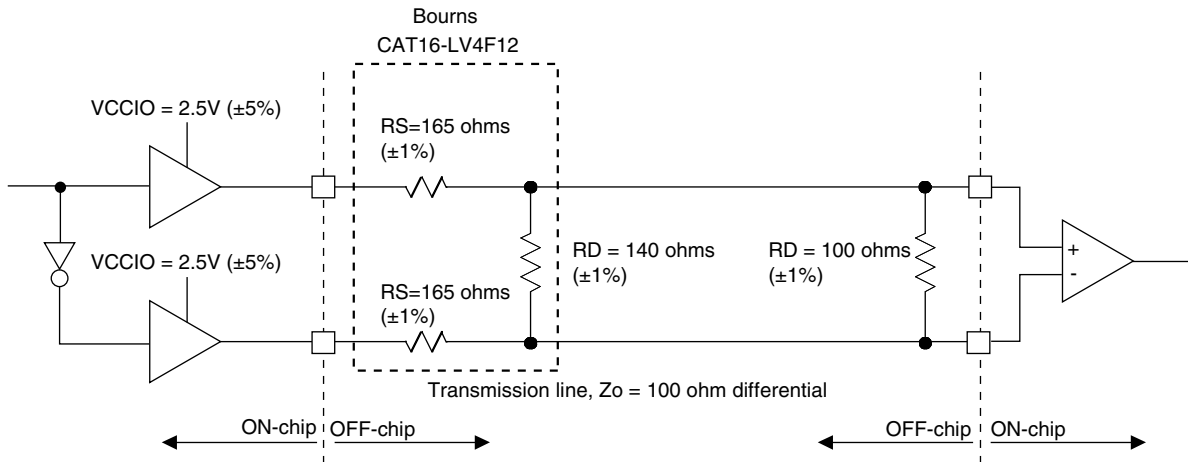 Bourns
CAT16-LV4F12
VCCIO = 2.5V (±5%)
RS=165 ohms
(±1%)
VCCIO = 2.5V (±5%)
RS=165 ohms
(±1%)
RD = 140 ohms
(±1%)
RD = 100 ohms
(±1%)
+
-
Transmission line, Zo = 100 ohm differential
ON-chip
OFF-chip
OFF-chip
ON-chip